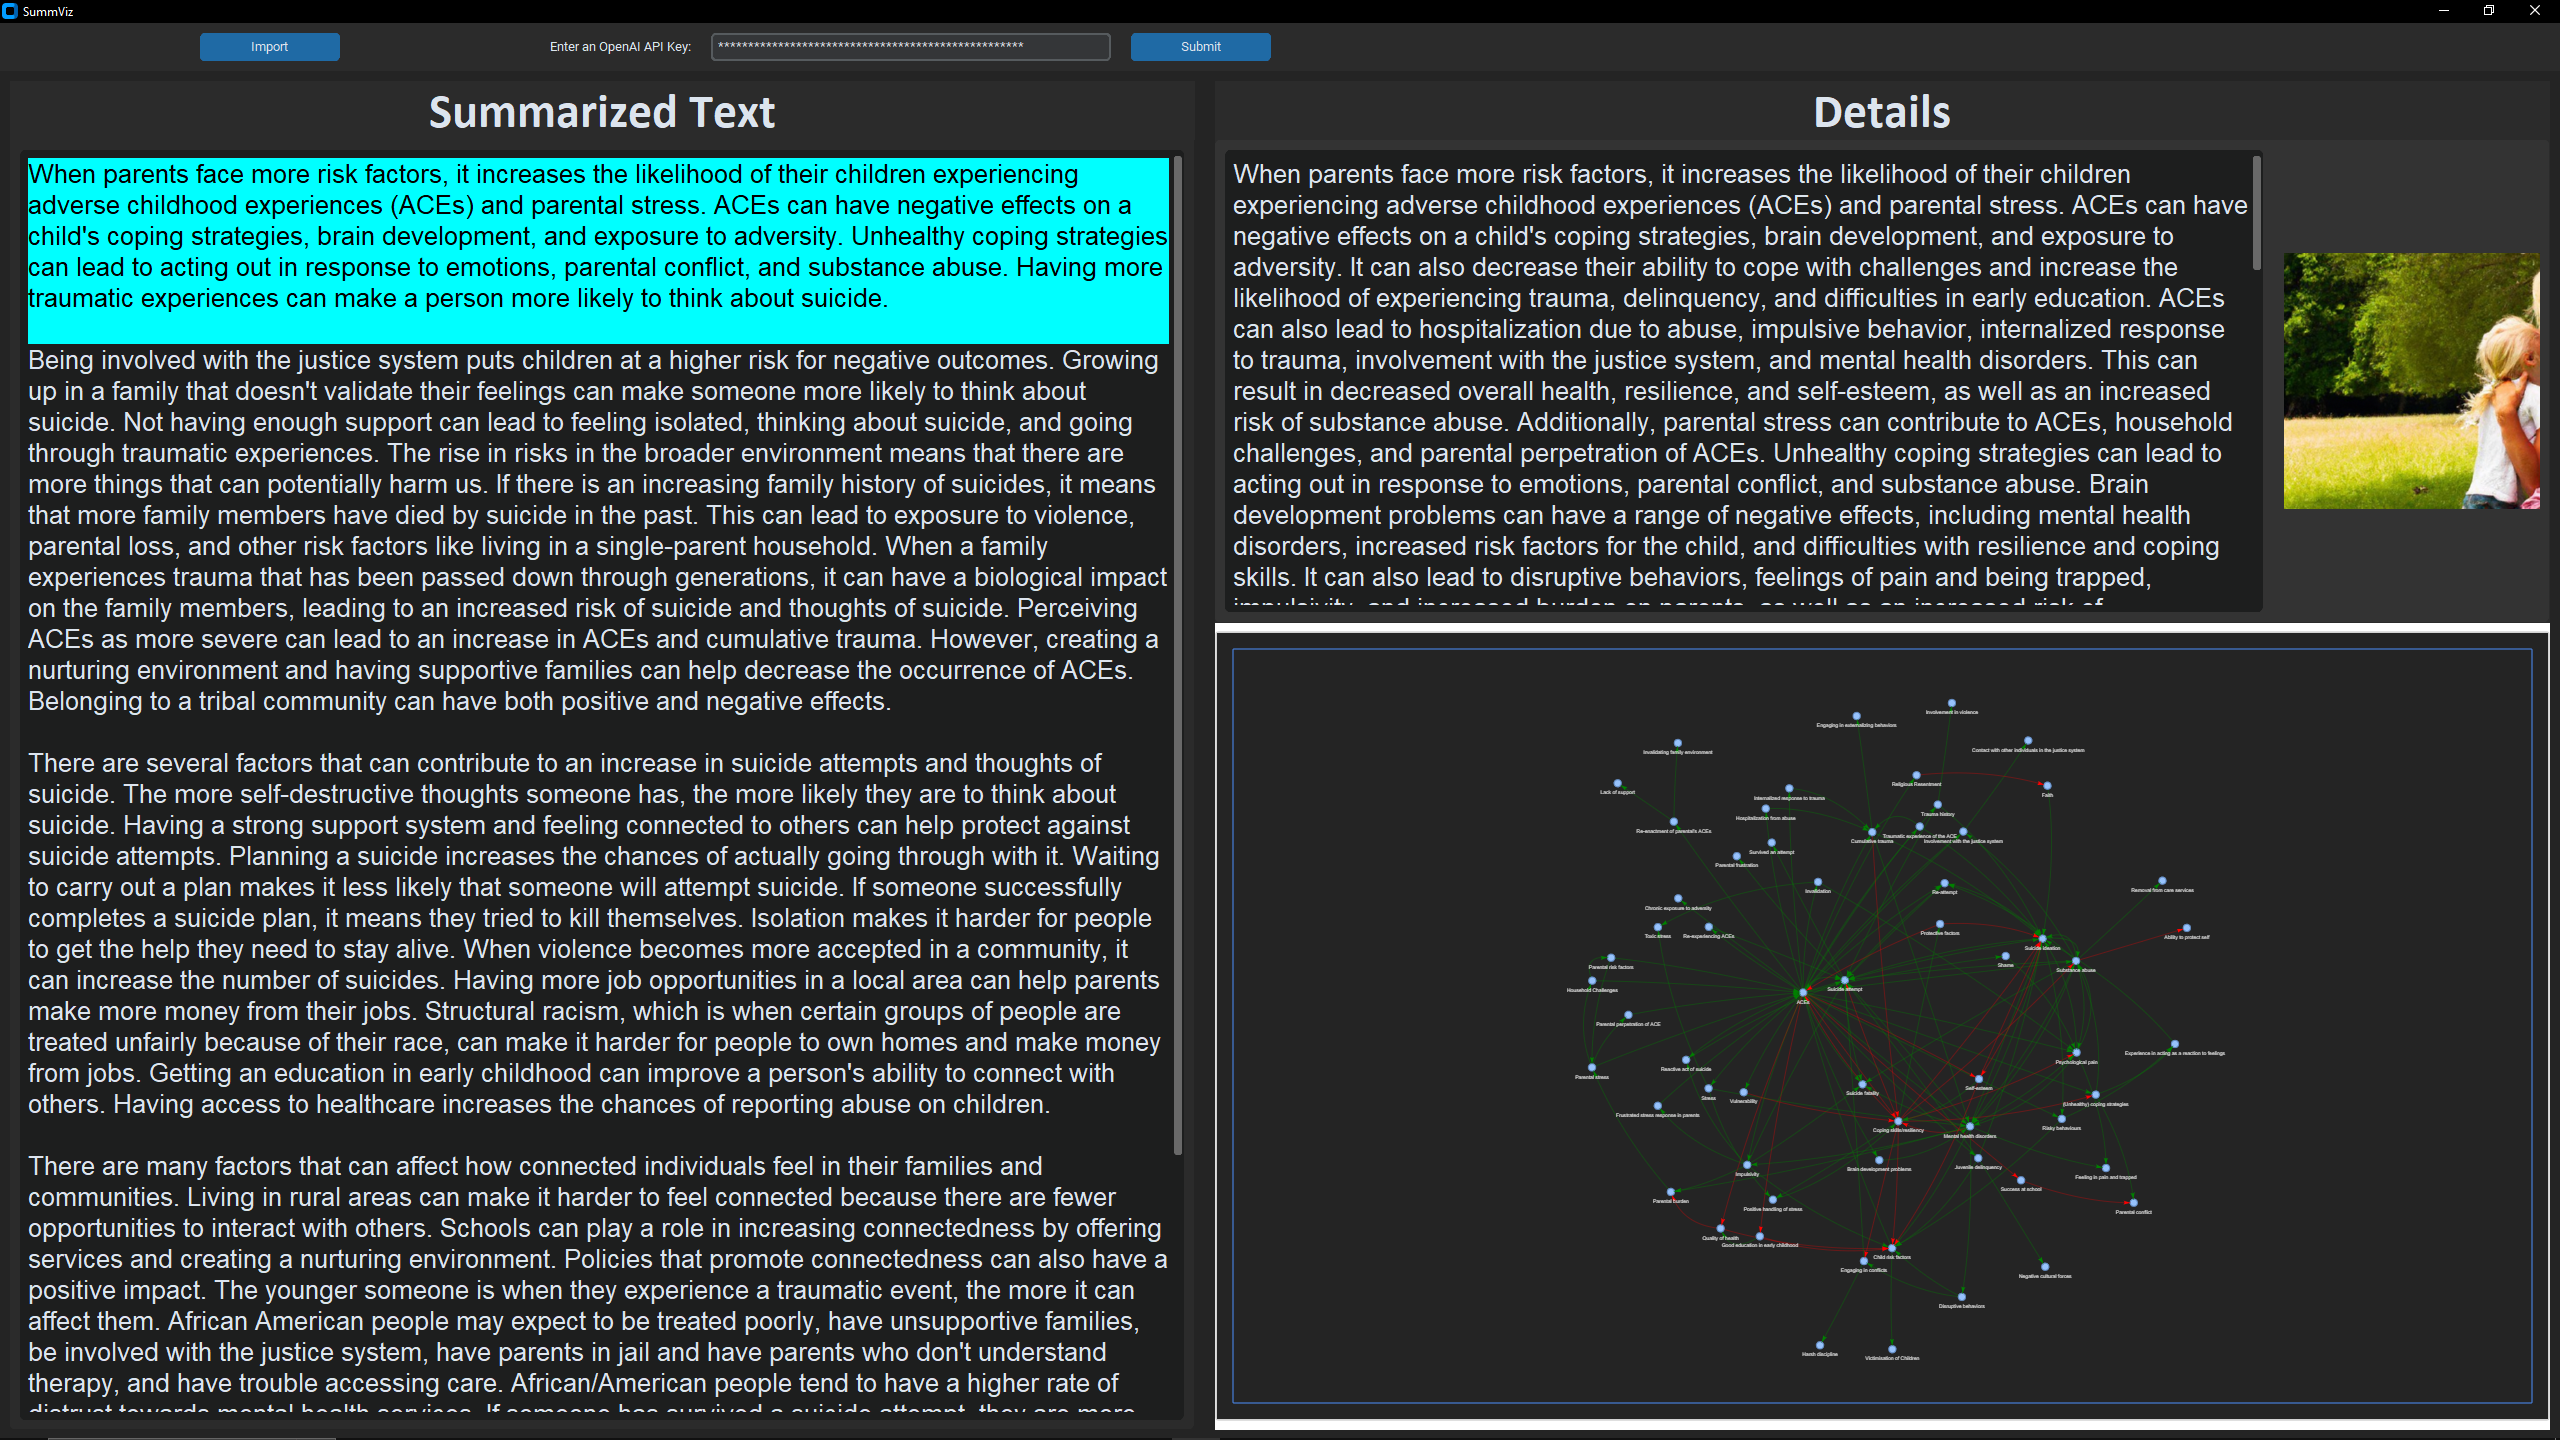 SummViz
Import
Enter an OpenAI API Key:
***************************************************
Submit
Summarized Text
When parents face more risk factors, it increases the likelihood of their children experiencing
adverse childhood experiences (ACEs) and parental stress. ACEs can have negative effects on a
child's coping strategies, brain development, and exposure to adversity. Unhealthy coping strategies
can lead to acting out in response to emotions, parental conflict, and substance abuse. Having more
traumatic experiences can make a person more likely to think about suicide.
Being involved with the justice system puts children at a higher risk for negative outcomes. Growing
up in a family that doesn't validate their feelings can make someone more likely to think about
suicide. Not having enough support can lead to feeling isolated, thinking about suicide, and going
through traumatic experiences. The rise in risks in the broader environment means that there are
more things that can potentially harm us. If there is an increasing family history of suicides, it means
that more family members have died by suicide in the past. This can lead to exposure to violence,
parental loss, and other risk factors like living in a single-parent household. When a family
experiences trauma that has been passed down through generations, it can have a biological impact
on the family members, leading to an increased risk of suicide and thoughts of suicide. Perceiving
ACEs as more severe can lead to an increase in ACEs and cumulative trauma. However, creating a
nurturing environment and having supportive families can help decrease the occurrence of ACEs.
Belonging to a tribal community can have both positive and negative effects.
There are several factors that can contribute to an increase in suicide attempts and thoughts of
suicide. The more self-destructive thoughts someone has, the more likely they are to think about
suicide. Having a strong support system and feeling connected to others can help protect against
suicide attempts. Planning a suicide increases the chances of actually going through with it. Waiting
to carry out a plan makes it less likely that someone will attempt suicide. If someone successfully
completes a suicide plan, it means they tried to kill themselves. Isolation makes it harder for people
to get the help they need to stay alive. When violence becomes more accepted in a community, it
can increase the number of suicides. Having more job opportunities in a local area can help parents
make more money from their jobs. Structural racism, which is when certain groups of people are
treated unfairly because of their race, can make it harder for people to own homes and make money
from jobs. Getting an education in early childhood can improve a person's ability to connect with
others. Having access to healthcare increases the chances of reporting abuse on children.
There are many factors that can affect how connected individuals feel in their families and
communities. Living in rural areas can make it harder to feel connected because there are fewer
opportunities to interact with others. Schools can play a role in increasing connectedness by offering
services and creating a nurturing environment. Policies that promote connectedness can also have a
positive impact. The younger someone is when they experience a traumatic event, the more it can
affect them. African American people may expect to be treated poorly, have unsupportive families,
be involved with the justice system, have parents in jail and have parents who don't understand
therapy, and have trouble accessing care. African/American people tend to have a higher rate of
distrust towards mental health services. If someone has survived a suicide attempt, they are more
Details
When parents face more risk factors, it increases the likelihood of their children
experiencing adverse childhood experiences (ACEs) and parental stress. ACEs can have
negative effects on a child's coping strategies, brain development, and exposure to
adversity. It can also decrease their ability to cope with challenges and increase the
likelihood of experiencing trauma, delinquency, and difficulties in early education. ACEs
can also lead to hospitalization due to abuse, impulsive behavior, internalized response
to trauma, involvement with the justice system, and mental health disorders. This can
result in decreased overall health, resilience, and self-esteem, as well as an increased
risk of substance abuse. Additionally, parental stress can contribute to ACEs, household
challenges, and parental perpetration of ACEs. Unhealthy coping strategies can lead to
acting out in response to emotions, parental conflict, and substance abuse. Brain
development problems can have a range of negative effects, including mental health
disorders, increased risk factors for the child, and difficulties with resilience and coping
skills. It can also lead to disruptive behaviors, feelings of pain and being trapped,
impulsivity, and increased burden on parents, as well as an increased risk of
Involvement in violence
Engaging in externalizing behaviors
Contact with other individuals in the justice system
Invalidating family environment
Religious Resentment
Lack of support
Faith
Internalized response to trauma
Trauma history
Hospitalization from abuse
Re-enactment of parental's ACEs
Cumulative trauma
Traumatic experience of the ACE
Involvement with the justice system
Survived an attempt
Parental frustration
Invalidation
Re-attempt
Removal from care services
Chronic exposure to adversity
Toxic stress
Re-experiencing ACEs
Protective factors
Ability to protect self
Suicide ideation
Parental risk factors
Shame
Substance abuse
Household Challenges
Suicide attempt
ACEs
Parental perpetration of ACE
Experience in acting as a reaction to feelings
Psychological pain
Reactive act of suicide
Parental stress
Self-esteem
Suicide fatality
Stress
Vulnerability
(Unhealthy) coping strategies
Frustrated stress response in parents
Risky behaviours
Coping skills/resiliency
Mental health disorders
Brain development problems
Juvenile delinquency
Impulsivity
Feeling in pain and trapped
Success at school
Parental burden
Positive handling of stress
Parental conflict
Quality of health
Good education in early childhood
Child risk factors
Engaging in conflicts
Negative cultural forces
Disruptive behaviors
Harsh discipline
Victimisation of Children